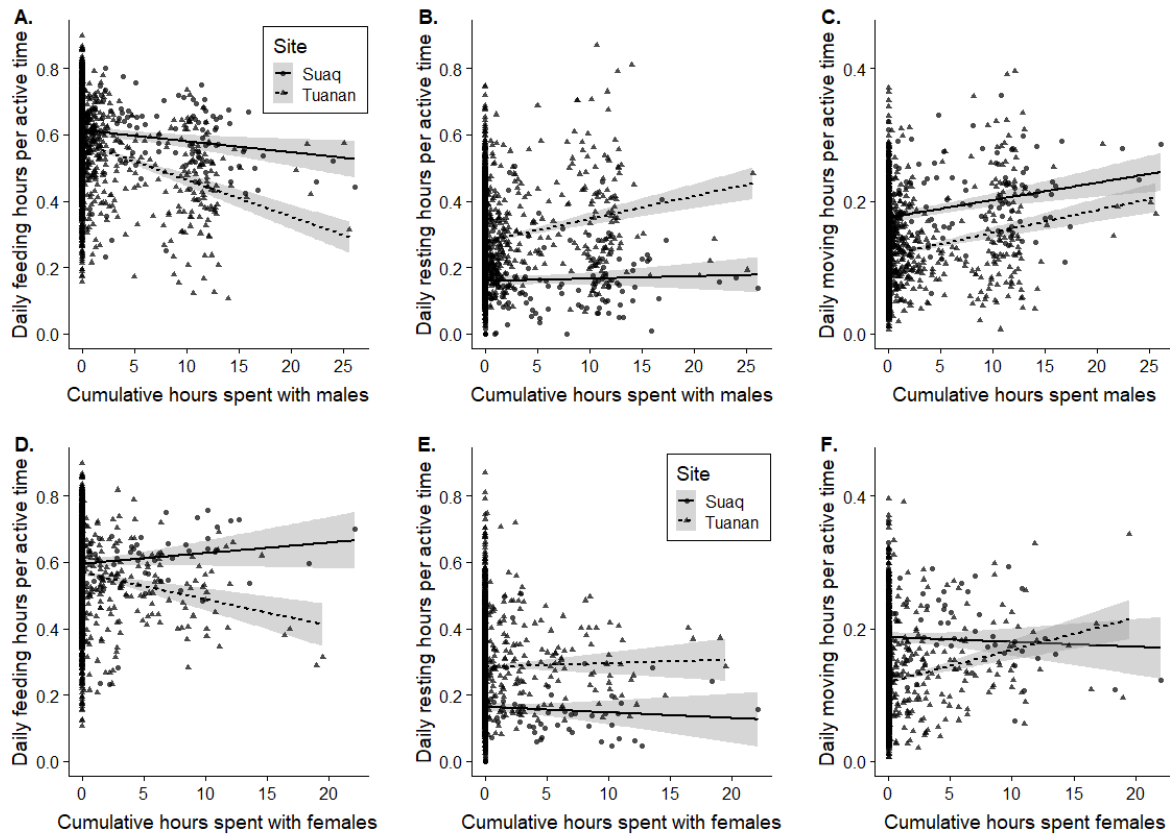 A.
B.
C.
Daily feeding hours per active time
0.8
0.6
0.4
0.2
0.0
Site
Suaq
Tuanan
0 5 10 15 20 25
Cumulative hours spent with males
Daily resting hours per active time
0.8
0.6
0.4
0.2
0.0
0 5 10 15 20 25
Cumulative hours spent with males
Daily moving hours per active time
0.4
0.2
0.0
0 5 10 15 20 25
Cumulative hours spent males
D.
E.
F.
Daily feeding hours per active time
0.8
0.6
0.4
0.2
0.0
0 5 10 15 20
Cumulative hours spent with females
Daily resting hours per active time
0.8
0.6
0.4
0.2
0.0
Site
Suaq
Tuanan
0 5 10 15 20
Cumulative hours spent with females
Daily moving hours per active time
0.4
0.2
0.0
0 5 10 15 20
Cumulative hours spent females